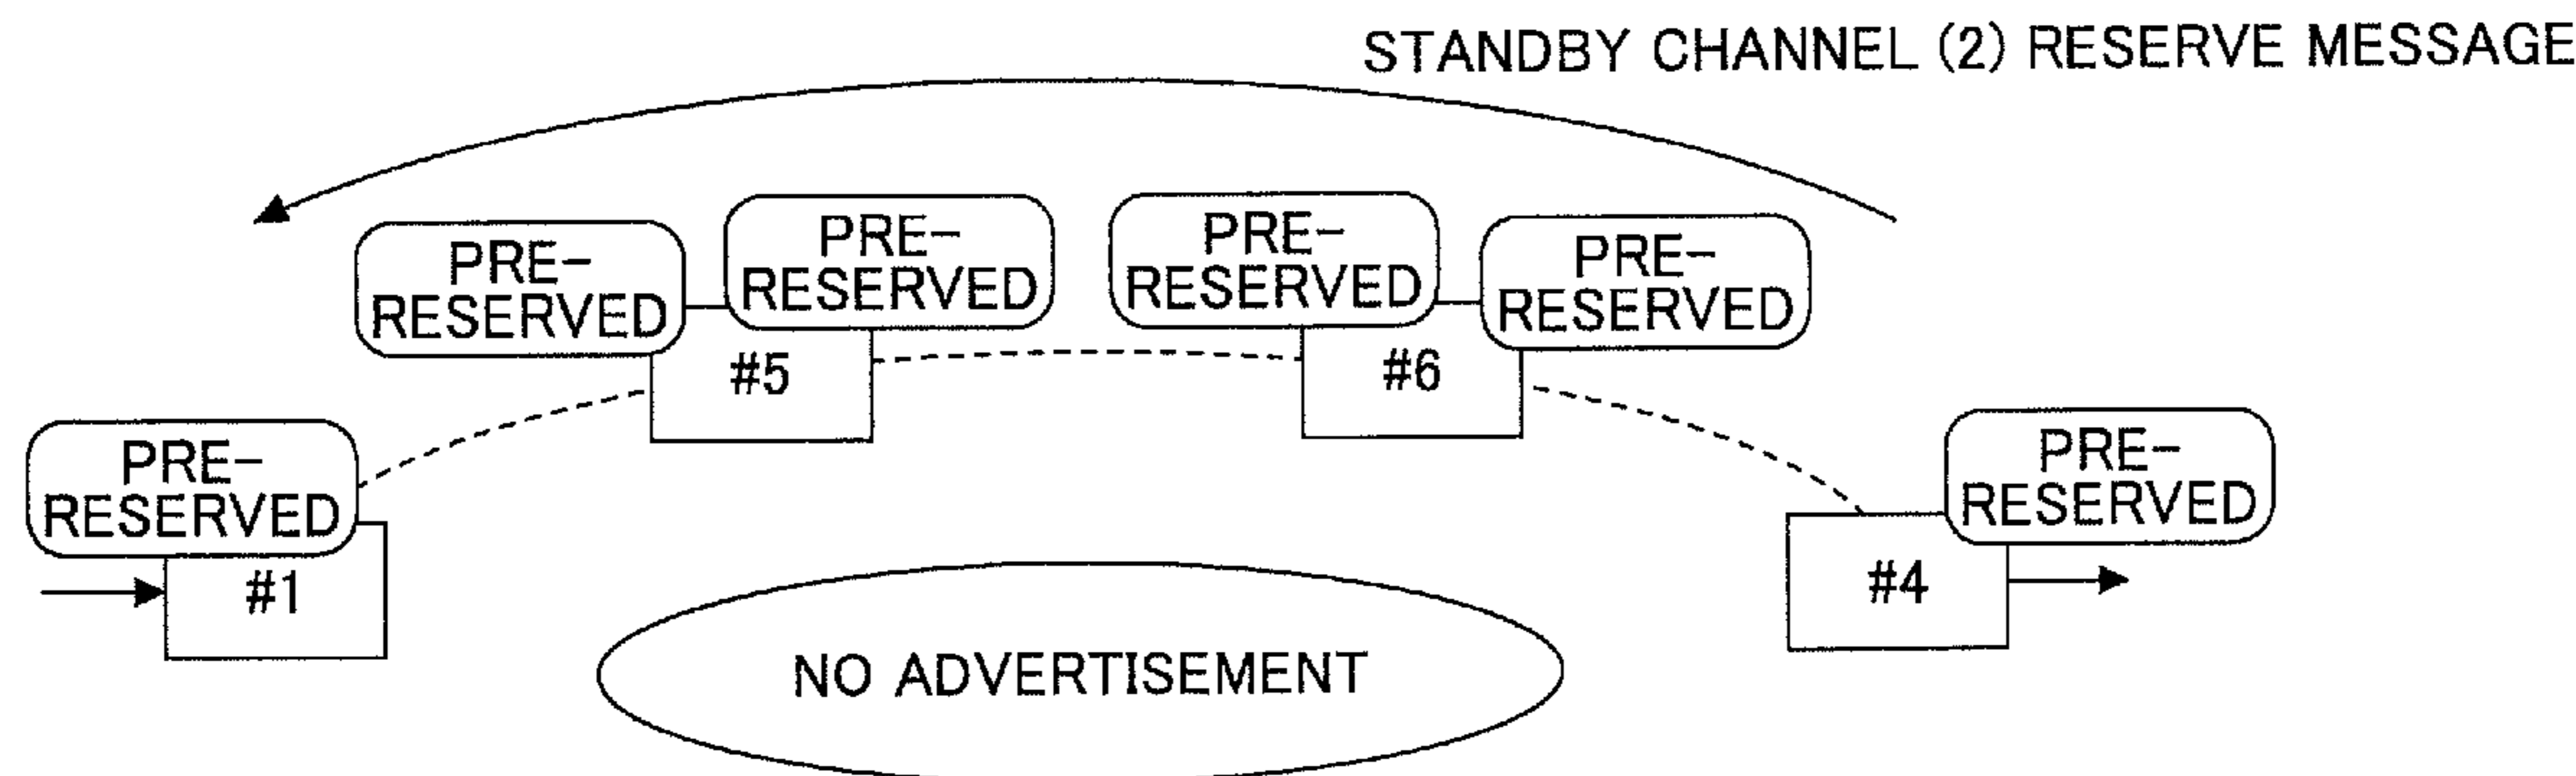 STANDBY CHANNEL (2) RESERVE MESSAGE
PRE-
RESERVED
PRE-
RESERVED
PRE-
RESERVED
PRE-
RESERVED
#5
#6
PRE-
RESERVED
PRE-
RESERVED
#1
#4
NO ADVERTISEMENT